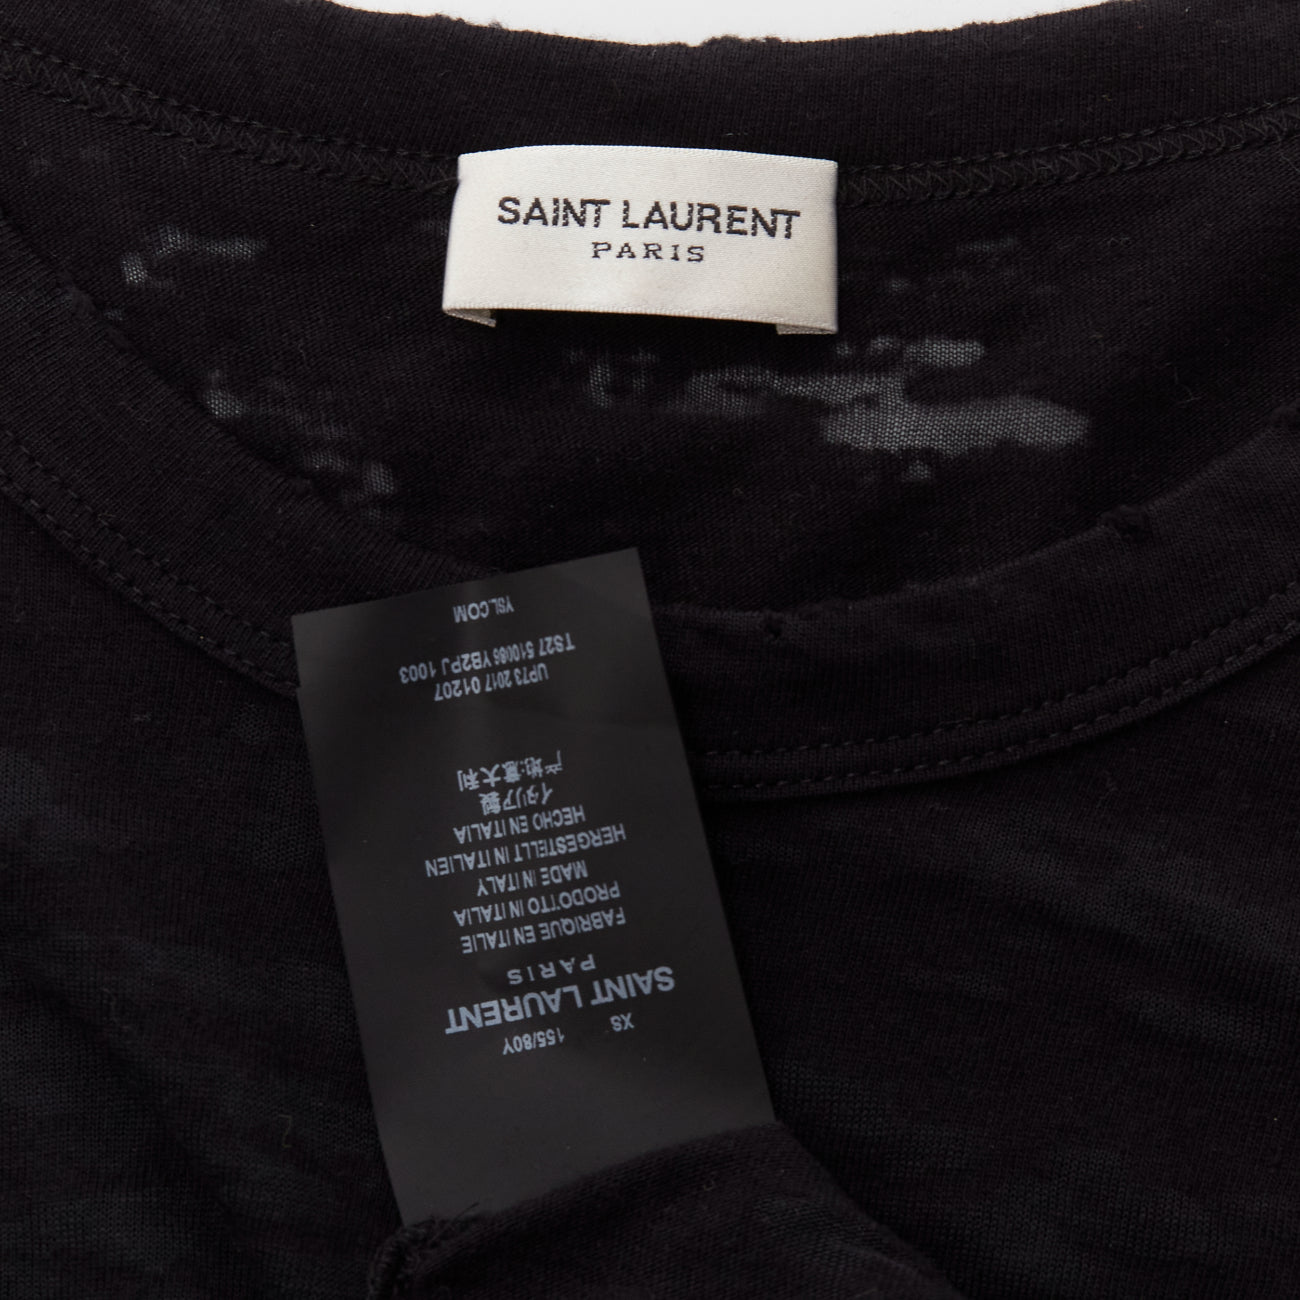 SAINT LAURENT
PARIS
155/80Y
XS
SAINT LAURENT
PARIS
FABRIQUE EN ITALIE
PRODOTTO IN ITALIA
MADE IN ITALY
HERGESTELLT IN ITALIEN
HECHO EN ITALIA
イタリア製
产地:意大利
UP73 2017 01207
TS27 510086 YB2PJ 1003
YSL.COM